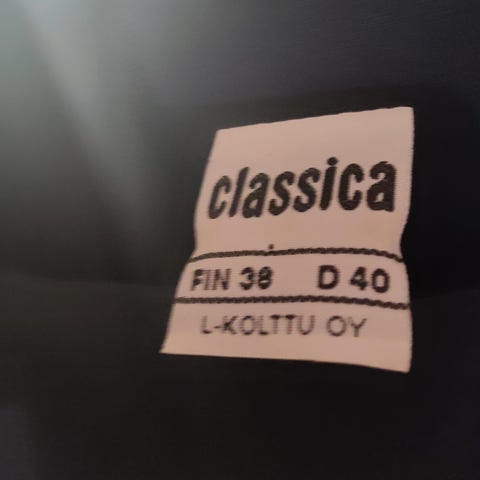 classica
FIN 38 D 40
L-KOLTTU OY